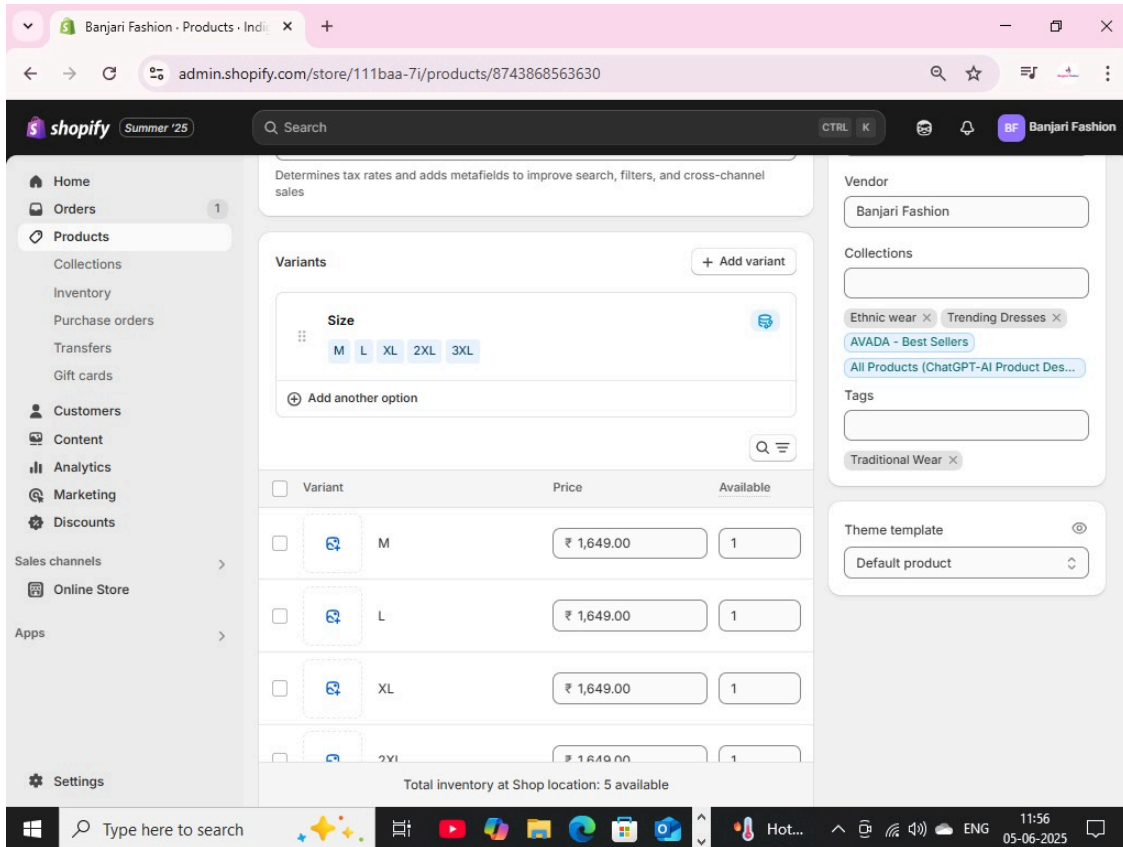 Banjari Fashion · Products · Indi
admin.shopify.com/store/111baa-7i/products/8743868563630
shopify Summer '25
Search
CTRL K
BF Banjari Fashion
Home
Orders 1
Products
Collections
Inventory
Purchase orders
Transfers
Gift cards
Customers
Content
Analytics
Marketing
Discounts
Sales channels
Online Store
Apps
Settings
Determines tax rates and adds metafields to improve search, filters, and cross-channel
sales
Variants
+ Add variant
Size
M L XL 2XL 3XL
Add another option
Variant Price Available
M ₹ 1,649.00 1
L ₹ 1,649.00 1
XL ₹ 1,649.00 1
2XL ₹ 1,649.00 1
Total inventory at Shop location: 5 available
Vendor
Banjari Fashion
Collections
Ethnic wear Trending Dresses
AVADA - Best Sellers
All Products (ChatGPT-AI Product Des...
Tags
Traditional Wear
Theme template
Default product
Type here to search
Hot...
ENG
11:56
05-06-2025